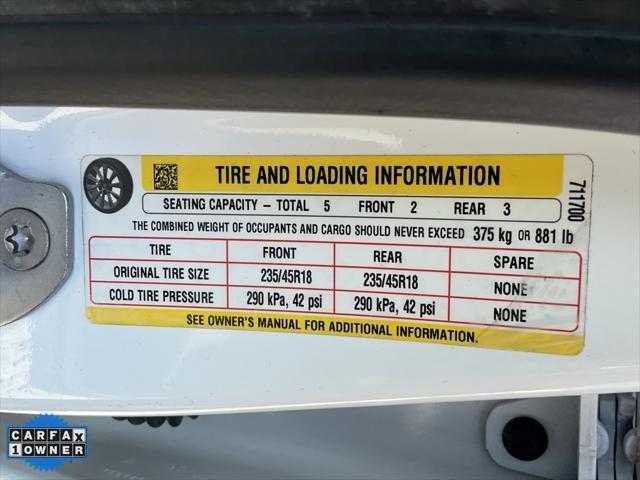 TIRE AND LOADING INFORMATION
SEATING CAPACITY – TOTAL 5 FRONT 2 REAR 3
THE COMBINED WEIGHT OF OCCUPANTS AND CARGO SHOULD NEVER EXCEED 375 kg OR 881 lb
TIRE FRONT REAR SPARE
ORIGINAL TIRE SIZE 235/45R18 235/45R18 NONE
COLD TIRE PRESSURE 290 kPa, 42 psi 290 kPa, 42 psi NONE
SEE OWNER'S MANUAL FOR ADDITIONAL INFORMATION.
711700
CARFAX
1 OWNER